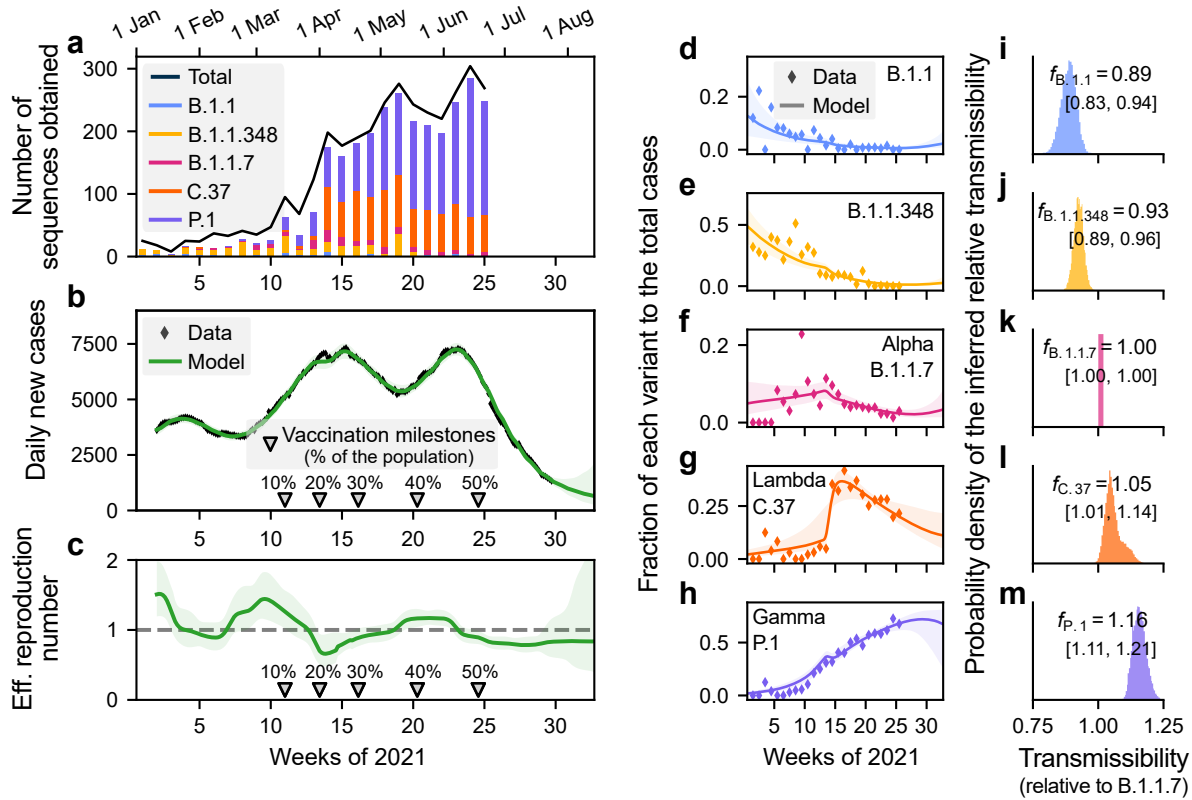 1 Jan
1 Feb
1 Mar
1 Apr
1 May
1 Jun
1 Jul
1 Aug
a
Number of
sequences obtained
300
200
100
0
Total
B.1.1
B.1.1.348
B.1.1.7
C.37
P.1
5
10
15
20
25
30
b
Daily new cases
7500
5000
2500
0
Data
Model
Vaccination milestones
(% of the population)
10%
20%
30%
40%
50%
5
10
15
20
25
30
c
Eff. reproduction
number
2
1
0
10%
20%
30%
40%
50%
5
10
15
20
25
30
Weeks of 2021
Fraction of each variant to the total cases
d
0.2
0.0
Data
Model
B.1.1
e
0.5
0.0
B.1.1.348
f
0.2
0.0
Alpha
B.1.1.7
g
0.25
0.00
Lambda
C.37
h
0.5
0.0
Gamma
P.1
5
10
15
20
25
30
Weeks of 2021
Probability density of the inferred relative transmissibility
i
f B.1.1 = 0.89
[0.83, 0.94]
j
f B.1.1.348 = 0.93
[0.89, 0.96]
k
f B.1.1.7 = 1.00
[1.00, 1.00]
l
f C.37 = 1.05
[1.01, 1.14]
m
f P.1 = 1.16
[1.11, 1.21]
0.75
1.00
1.25
Transmissibility
(relative to B.1.1.7)